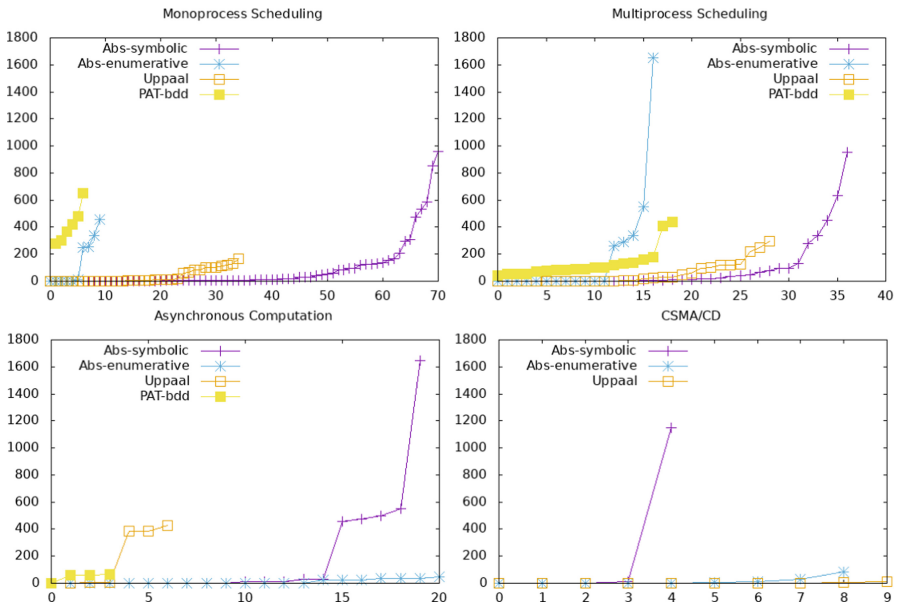 Monoprocess Scheduling
1800
1600
1400
1200
1000
800
600
400
200
0
Abs-symbolic
Abs-enumerative
Uppaal
PAT-bdd
0 10 20 30 40 50 60 70
Multiprocess Scheduling
1800
1600
1400
1200
1000
800
600
400
200
0
Abs-symbolic
Abs-enumerative
Uppaal
PAT-bdd
0 5 10 15 20 25 30 35 40
Asynchronous Computation
1800
1600
1400
1200
1000
800
600
400
200
0
Abs-symbolic
Abs-enumerative
Uppaal
PAT-bdd
0 5 10 15 20
CSMA/CD
1800
1600
1400
1200
1000
800
600
400
200
0
Abs-symbolic
Abs-enumerative
Uppaal
0 1 2 3 4 5 6 7 8 9